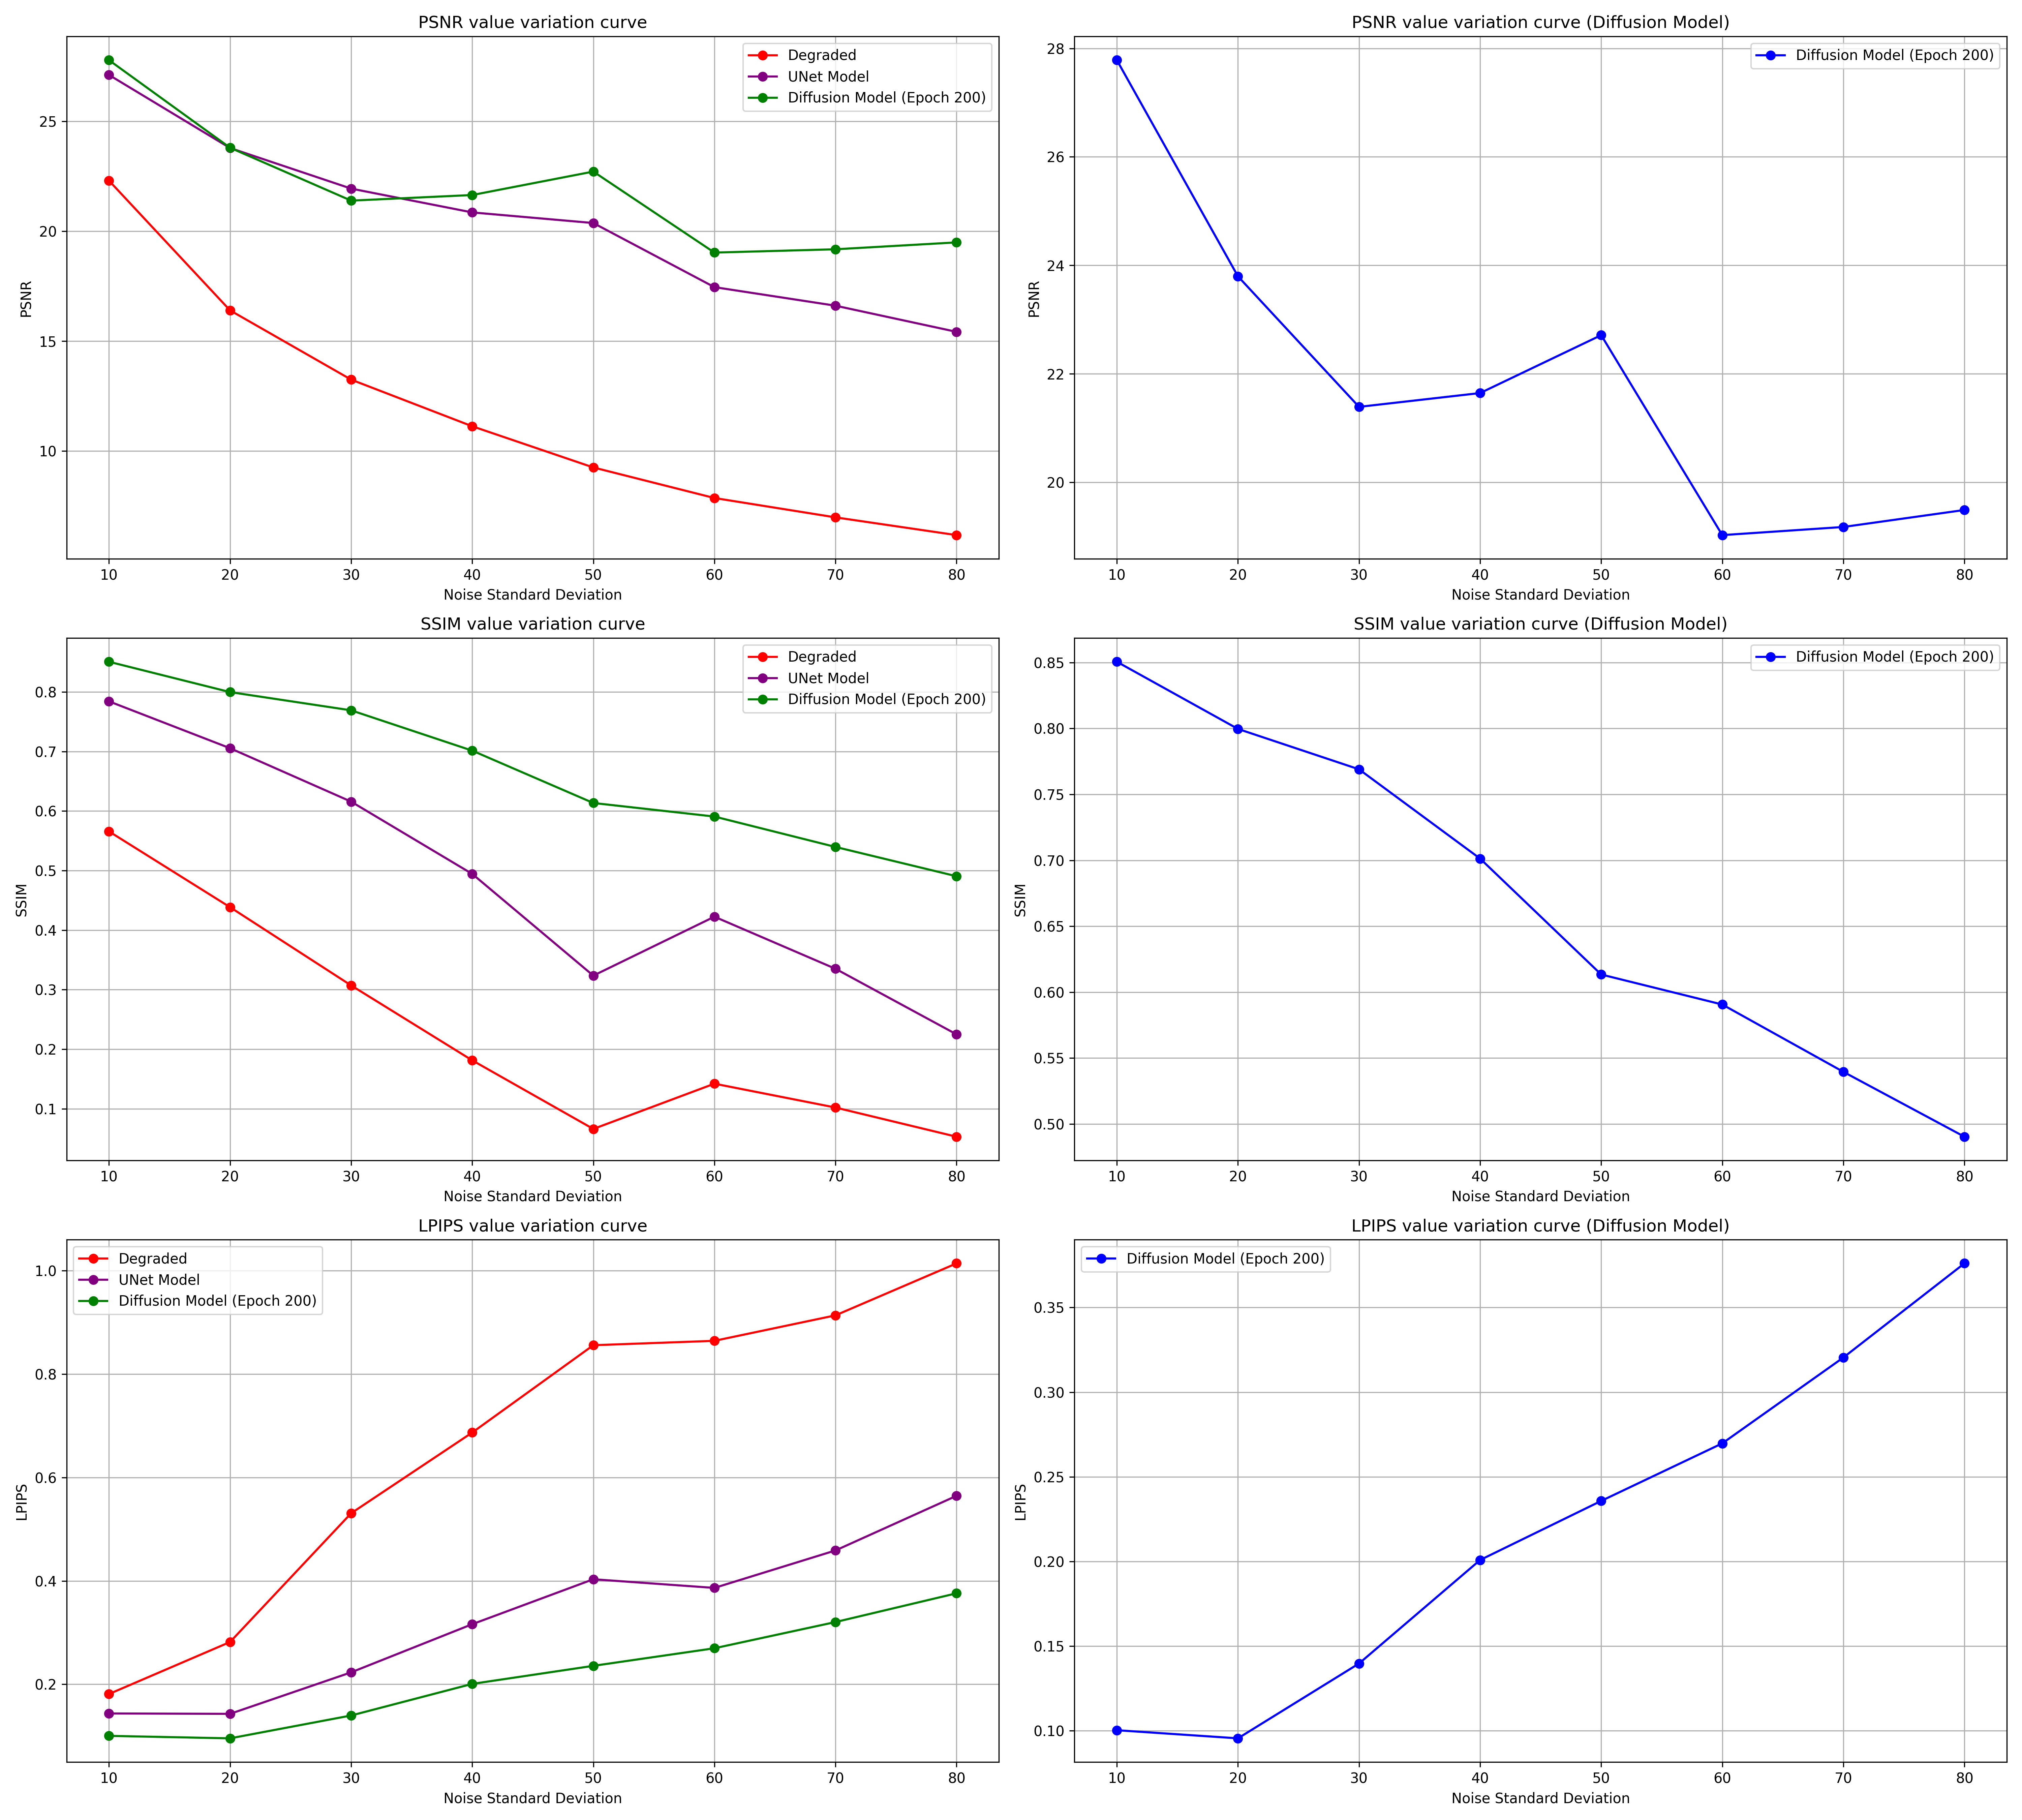 PSNR value variation curve
Degraded
UNet Model
Diffusion Model (Epoch 200)
PSNR
25
20
15
10
10 20 30 40 50 60 70 80
Noise Standard Deviation
PSNR value variation curve (Diffusion Model)
Diffusion Model (Epoch 200)
PSNR
28
26
24
22
20
10 20 30 40 50 60 70 80
Noise Standard Deviation
SSIM value variation curve
Degraded
UNet Model
Diffusion Model (Epoch 200)
SSIM
0.8
0.7
0.6
0.5
0.4
0.3
0.2
0.1
10 20 30 40 50 60 70 80
Noise Standard Deviation
SSIM value variation curve (Diffusion Model)
Diffusion Model (Epoch 200)
SSIM
0.85
0.80
0.75
0.70
0.65
0.60
0.55
0.50
10 20 30 40 50 60 70 80
Noise Standard Deviation
LPIPS value variation curve
Degraded
UNet Model
Diffusion Model (Epoch 200)
LPIPS
1.0
0.8
0.6
0.4
0.2
10 20 30 40 50 60 70 80
Noise Standard Deviation
LPIPS value variation curve (Diffusion Model)
Diffusion Model (Epoch 200)
LPIPS
0.35
0.30
0.25
0.20
0.15
0.10
10 20 30 40 50 60 70 80
Noise Standard Deviation